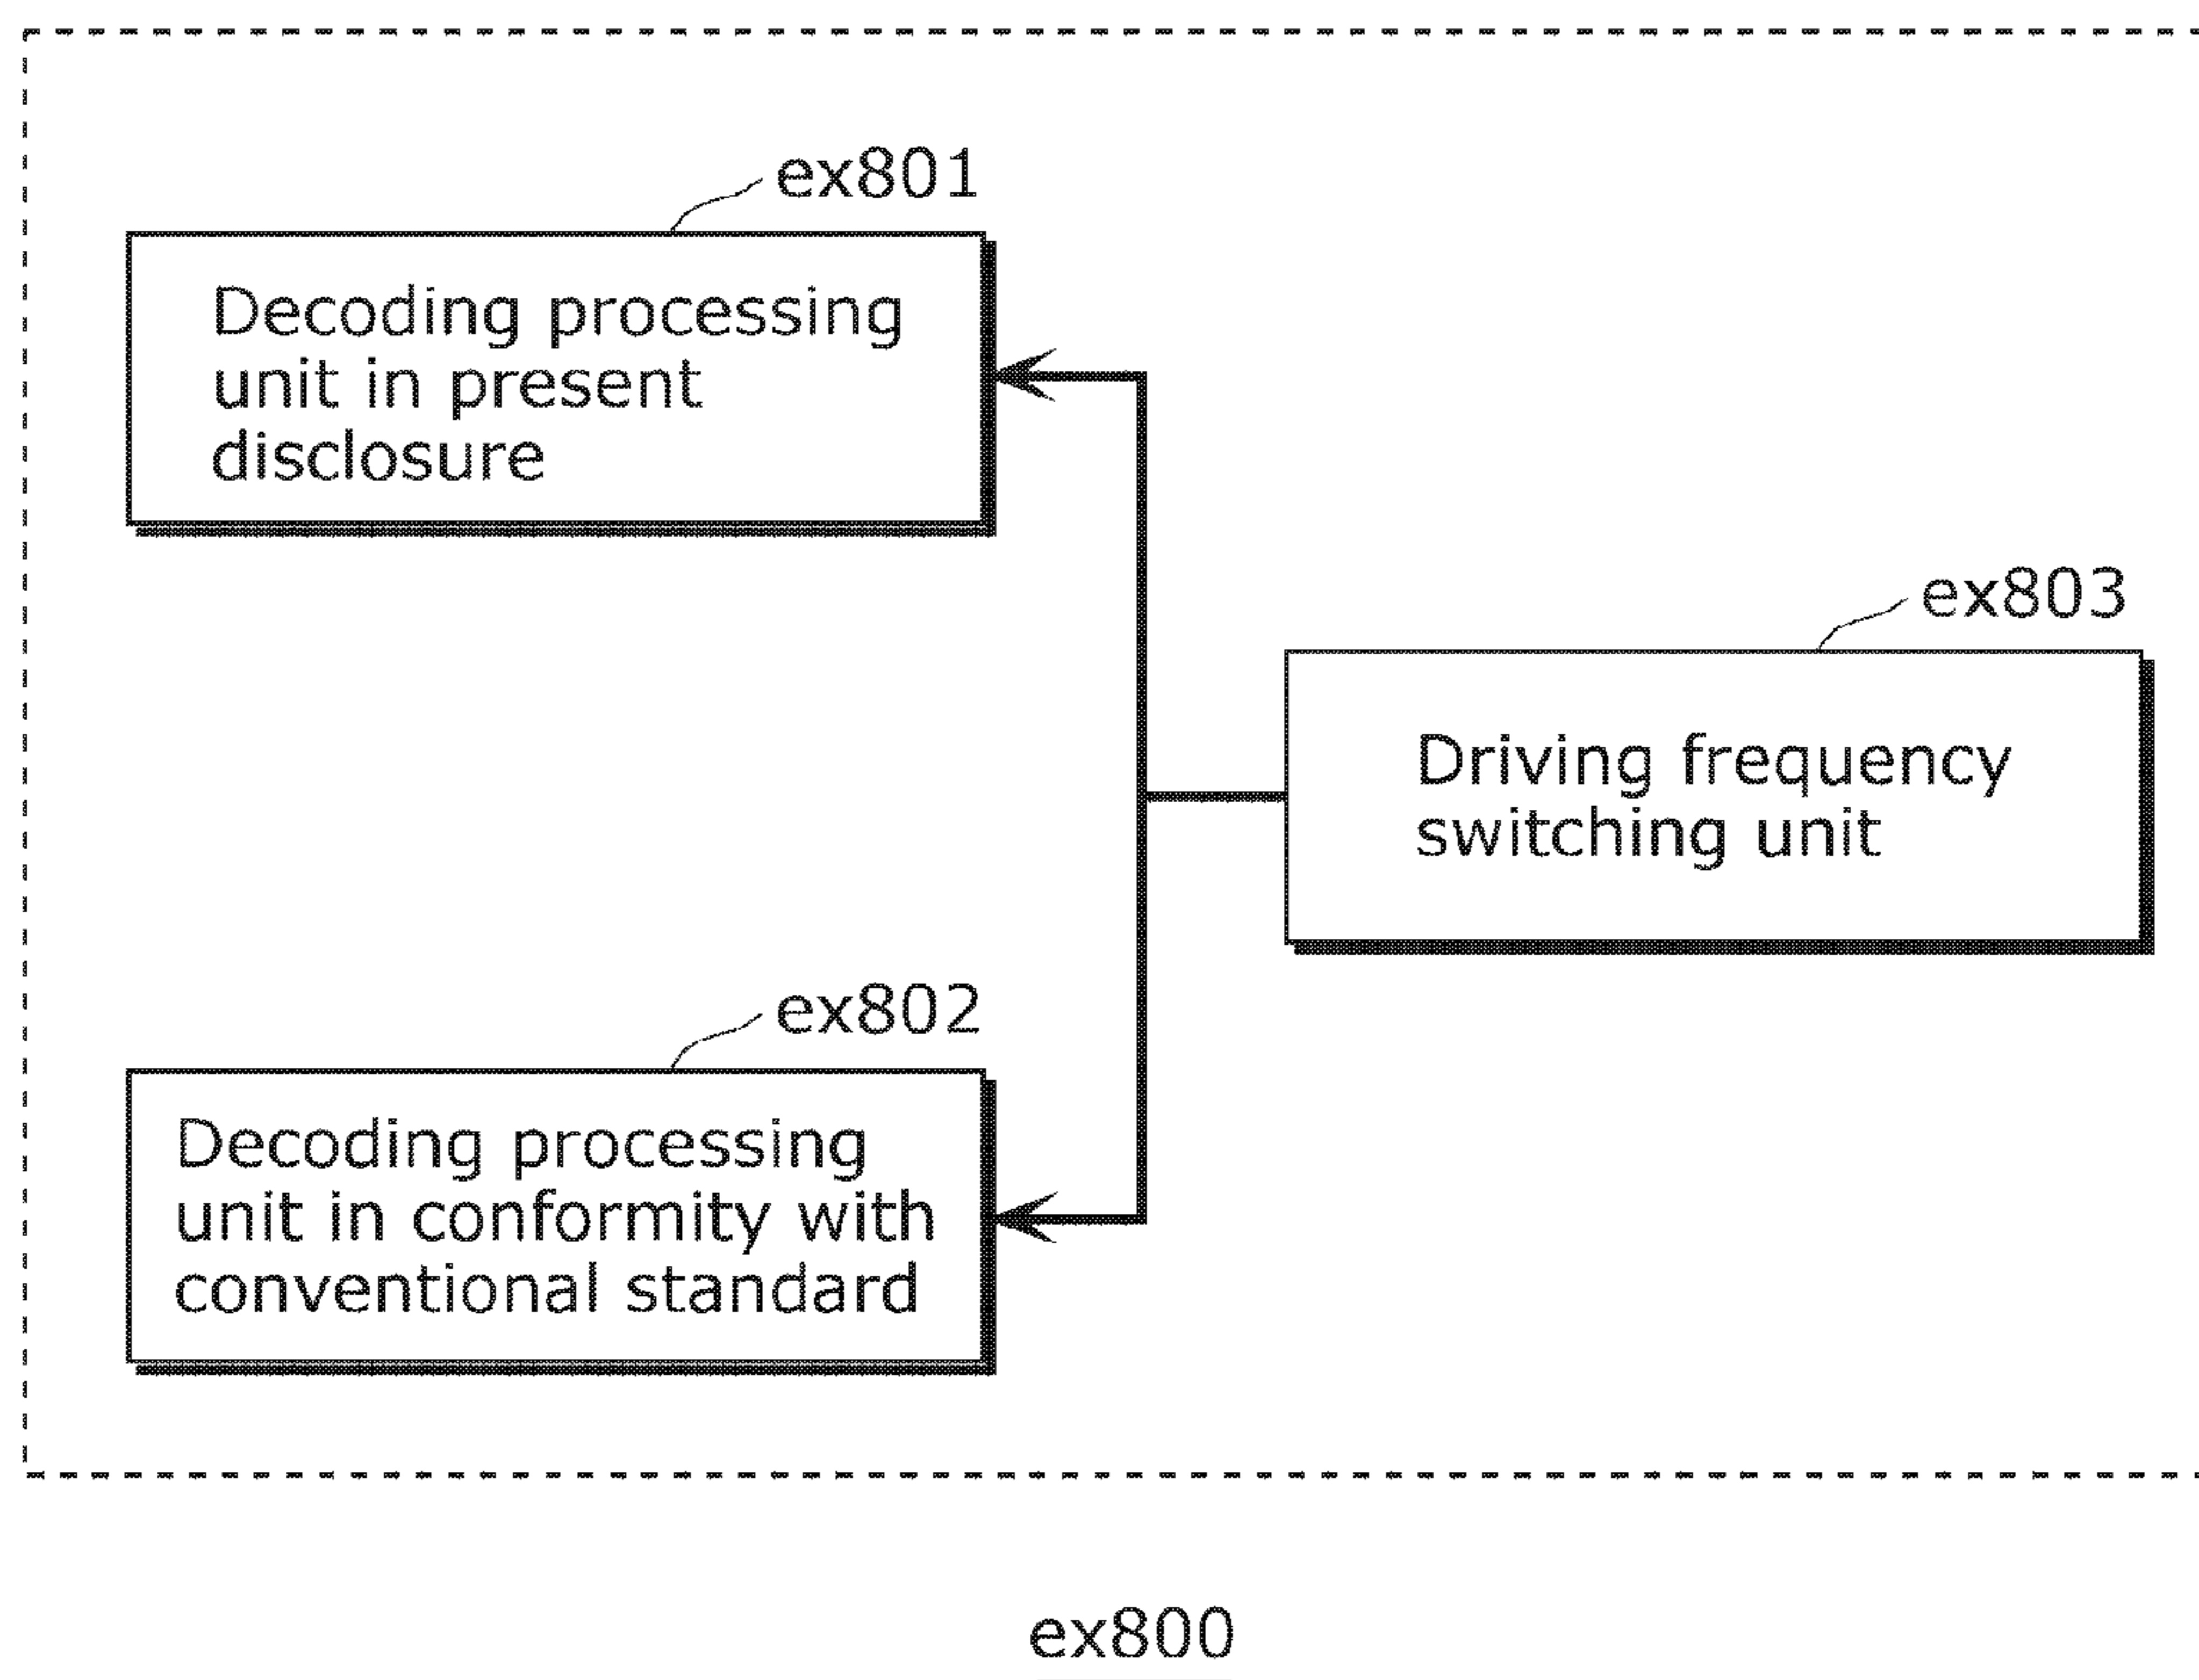 ex801
Decoding processing
unit in present
disclosure
ex803
Driving frequency
switching unit
ex802
Decoding processing
unit in conformity with
conventional standard
ex800